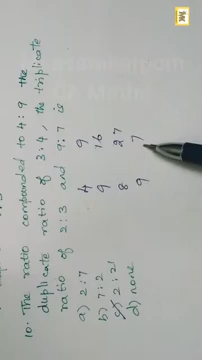 10. The ratio compounded to 4:9 the
duplicate ratio of 3:4, the triplicate
ratio of 2:3 and 9:7 is
a) 2:7
b) 7:2
c) 2:21
d) none
4 9
9 16
8 27
9 7